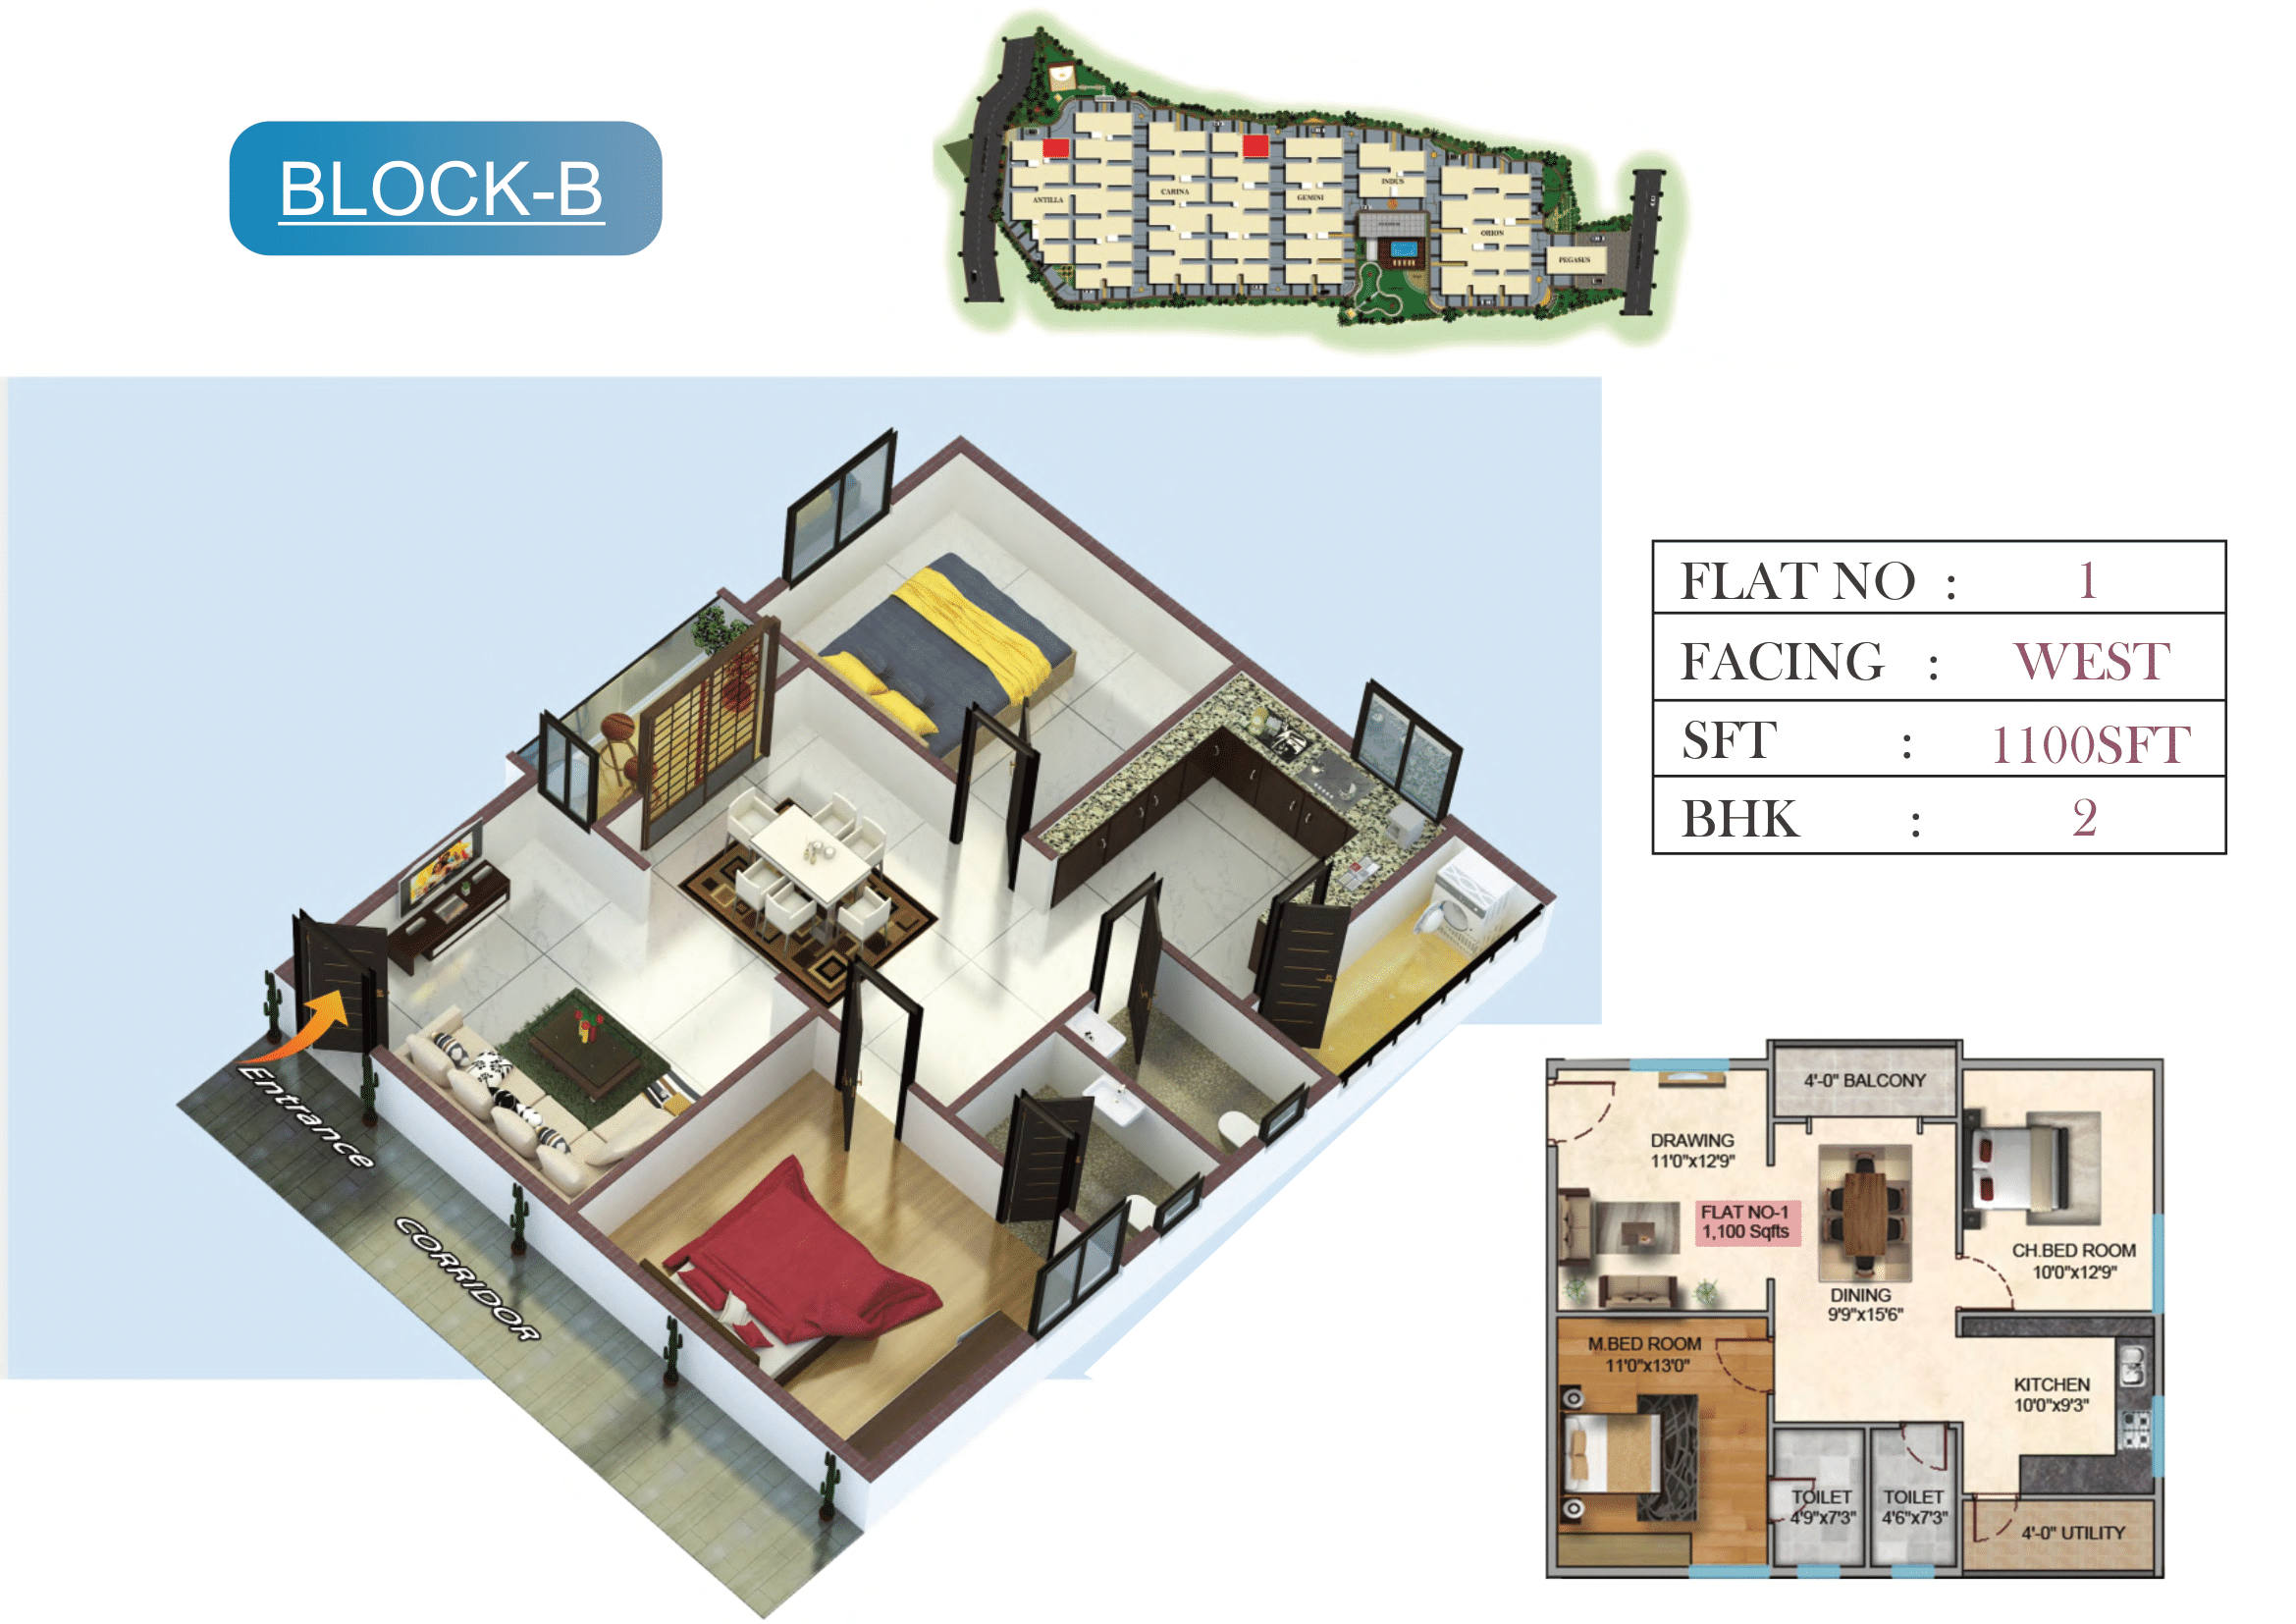 BLOCK-B
ANTILLA
CARINA
GEMINI
INDUS
ORION
PEGASUS
FLAT NO : 1
FACING : WEST
SFT : 1100SFT
BHK : 2
Entrance
CORRIDOR
4'-0" BALCONY
DRAWING
11'0"x12'9"
FLAT NO-1
1,100 Sqfts
CH.BED ROOM
10'0"x12'9"
DINING
9'9"x15'6"
M.BED ROOM
11'0"x13'0"
KITCHEN
10'0"x9'3"
TOILET
4'9"x7'3"
TOILET
4'6"x7'3"
4'-0" UTILITY